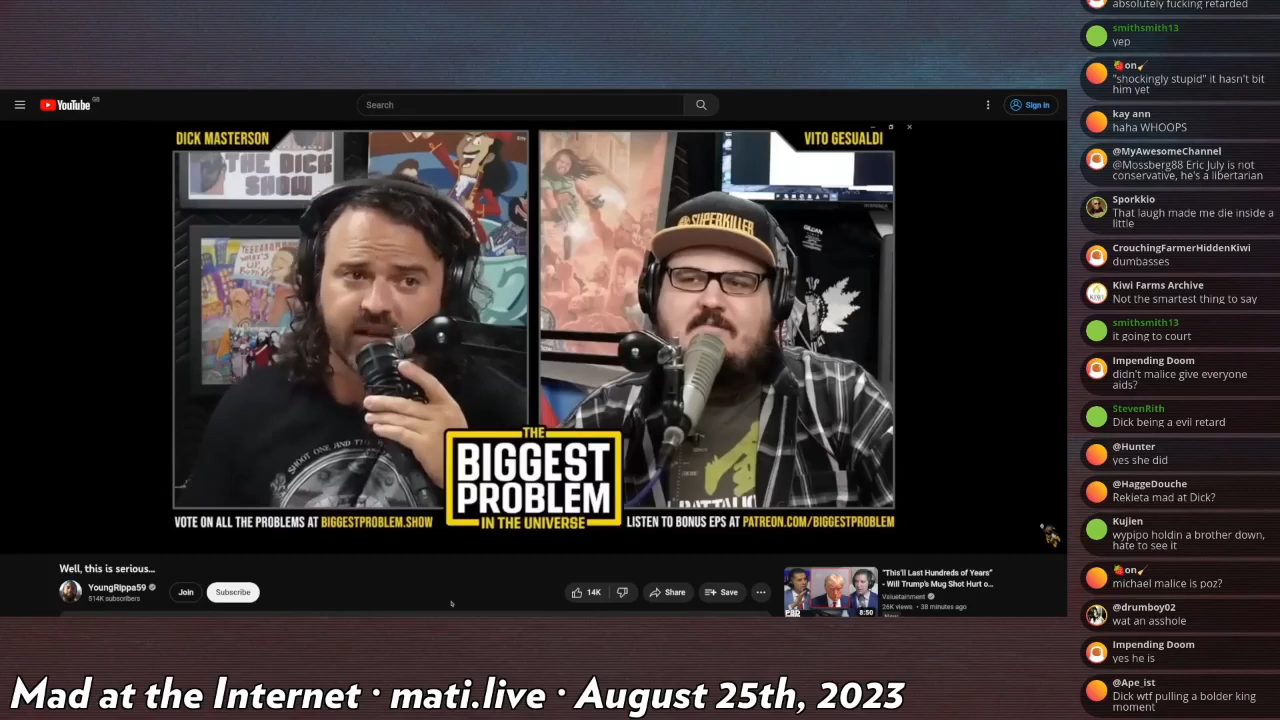 YouTube GB
Search
Sign in
DICK MASTERSON
VITO GESUALDI
THE DICK
SHOW
SUPERKILLER
THE
BIGGEST
PROBLEM
IN THE UNIVERSE
VOTE ON ALL THE PROBLEMS AT BIGGESTPROBLEM.SHOW
LISTEN TO BONUS EPS AT PATREON.COM/BIGGESTPROBLEM
Well, this is serious...
YoungRippa59
514K subscribers
Join
Subscribe
14K
Share
Save
"This'll Last Hundreds of Years"
- Will Trump's Mug Shot Hurt o...
Valuetainment
26K views • 38 minutes ago
New
PBD
8:50
absolutely fucking retarded
smithsmith13
yep
🍓on🧹
"shockingly stupid" it hasn't bit
him yet
kay ann
haha WHOOPS
@MyAwesomeChannel
@Mossberg88 Eric July is not
conservative, he's a libertarian
Sporkkio
That laugh made me die inside a
little
CrouchingFarmerHiddenKiwi
dumbasses
Kiwi Farms Archive
Not the smartest thing to say
smithsmith13
it going to court
Impending Doom
didn't malice give everyone
aids?
StevenRith
Dick being a evil retard
@Hunter
yes she did
@HaggeDouche
Rekieta mad at Dick?
Kujien
wypipo holdin a brother down,
hate to see it
🍓on🧹
michael malice is poz?
@drumboy02
wat an asshole
Impending Doom
yes he is
@Ape_ist
Dick wtf pulling a bolder king
moment
Mad at the Internet · mati.live · August 25th, 2023